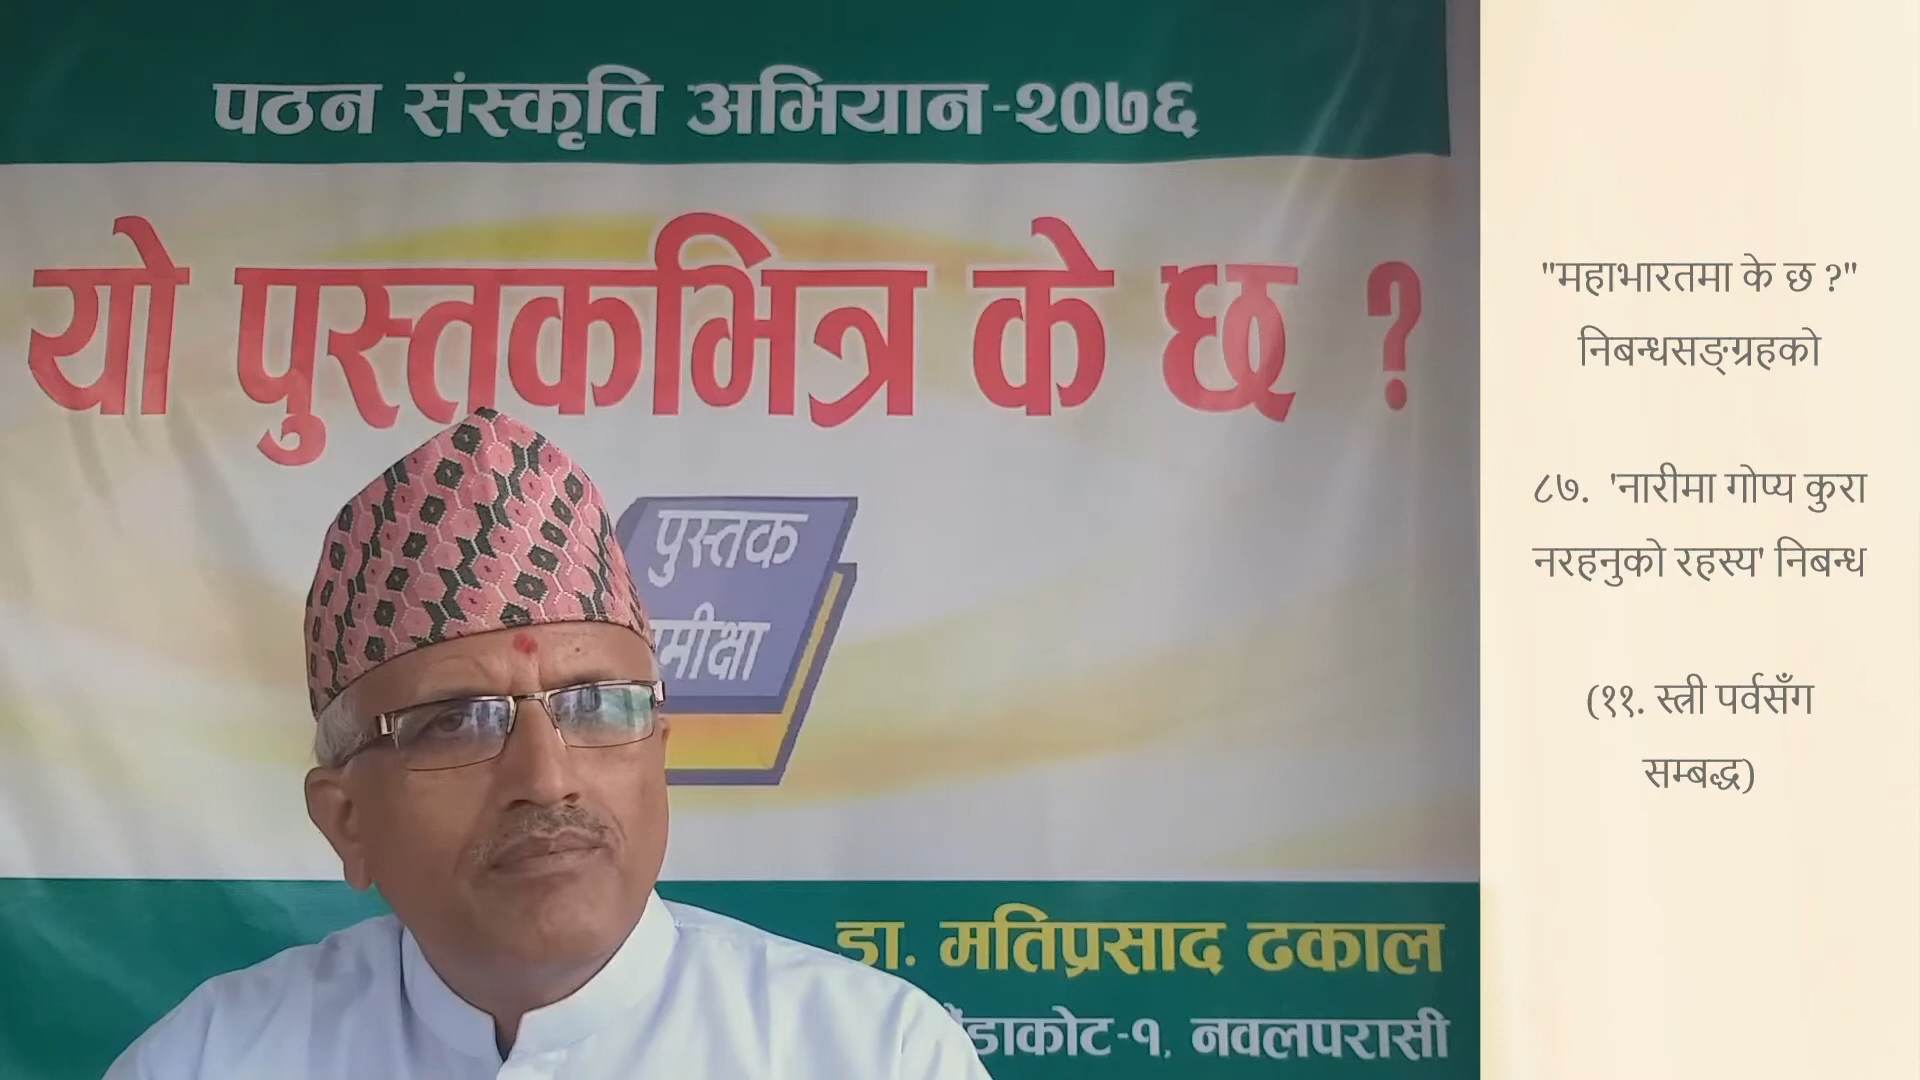 पठन संस्कृति अभियान-२०७६
यो पुस्तकभित्र के छ ?
पुस्तक
डा. मतिप्रसाद ढकाल
नवलपरासी
"महाभारतमा के छ ?"
निबन्धसङ्ग्रहको
८७. 'नारीमा गोप्य कुरा
नरहनुको रहस्य' निबन्ध
(११. स्त्री पर्वसँग
सम्बद्ध)